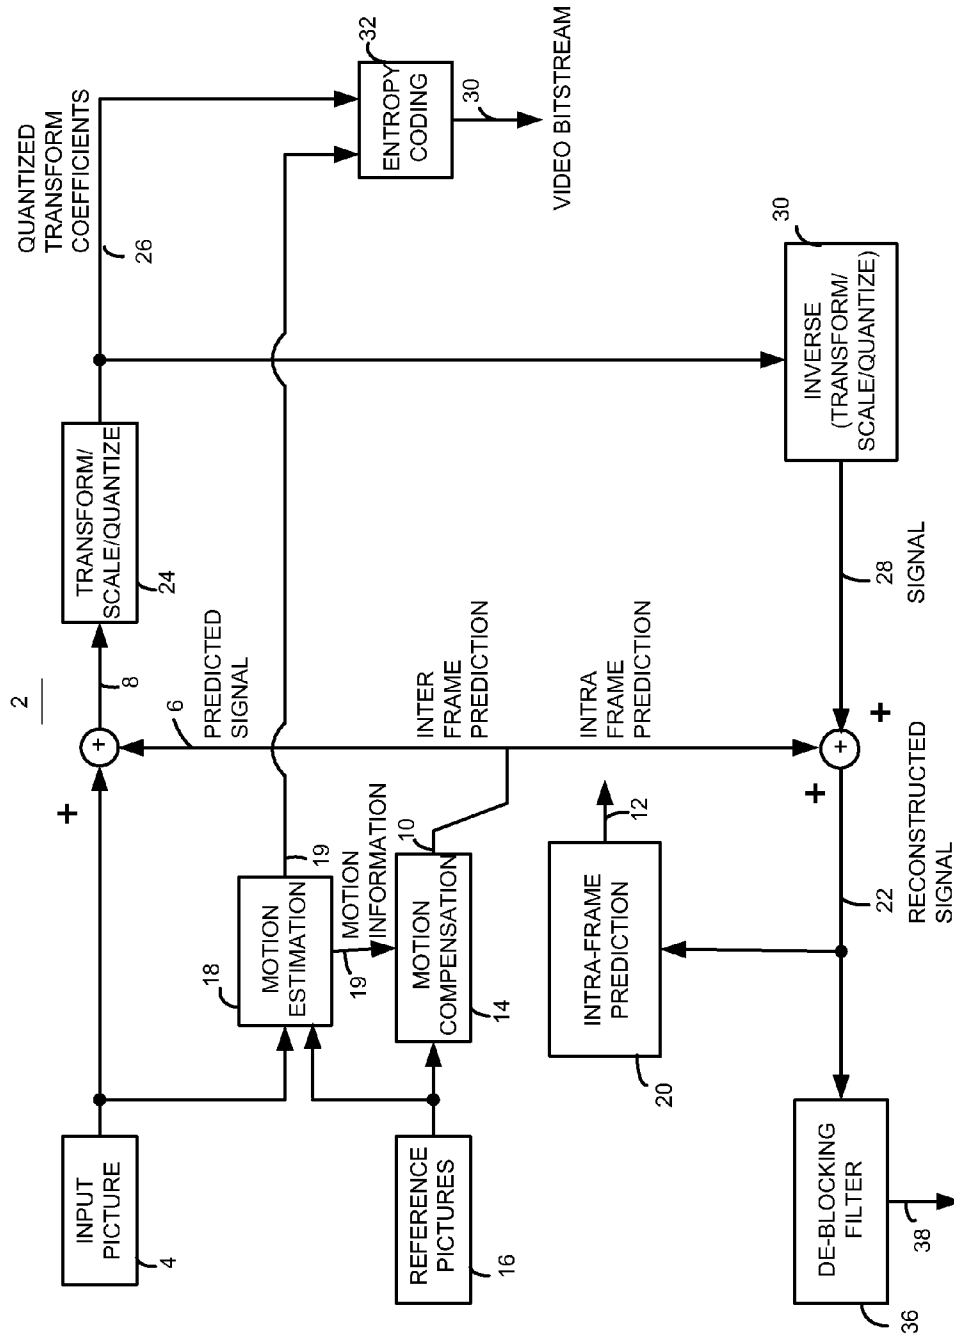 2
INPUT
PICTURE
4
+
+
8
TRANSFORM/
SCALE/QUANTIZE
24
QUANTIZED
TRANSFORM
COEFFICIENTS
26
6
PREDICTED
SIGNAL
18
MOTION
ESTIMATION
19
19
MOTION
INFORMATION
32
ENTROPY
CODING
30
VIDEO BITSTREAM
REFERENCE
PICTURES
16
MOTION
COMPENSATION
14
10
INTER
FRAME
PREDICTION
INTRA-FRAME
PREDICTION
20
12
INTRA
FRAME
PREDICTION
30
INVERSE
(TRANSFORM/
SCALE/QUANTIZE)
28
SIGNAL
+
+
+
22
RECONSTRUCTED
SIGNAL
DE-BLOCKING
FILTER
36
38